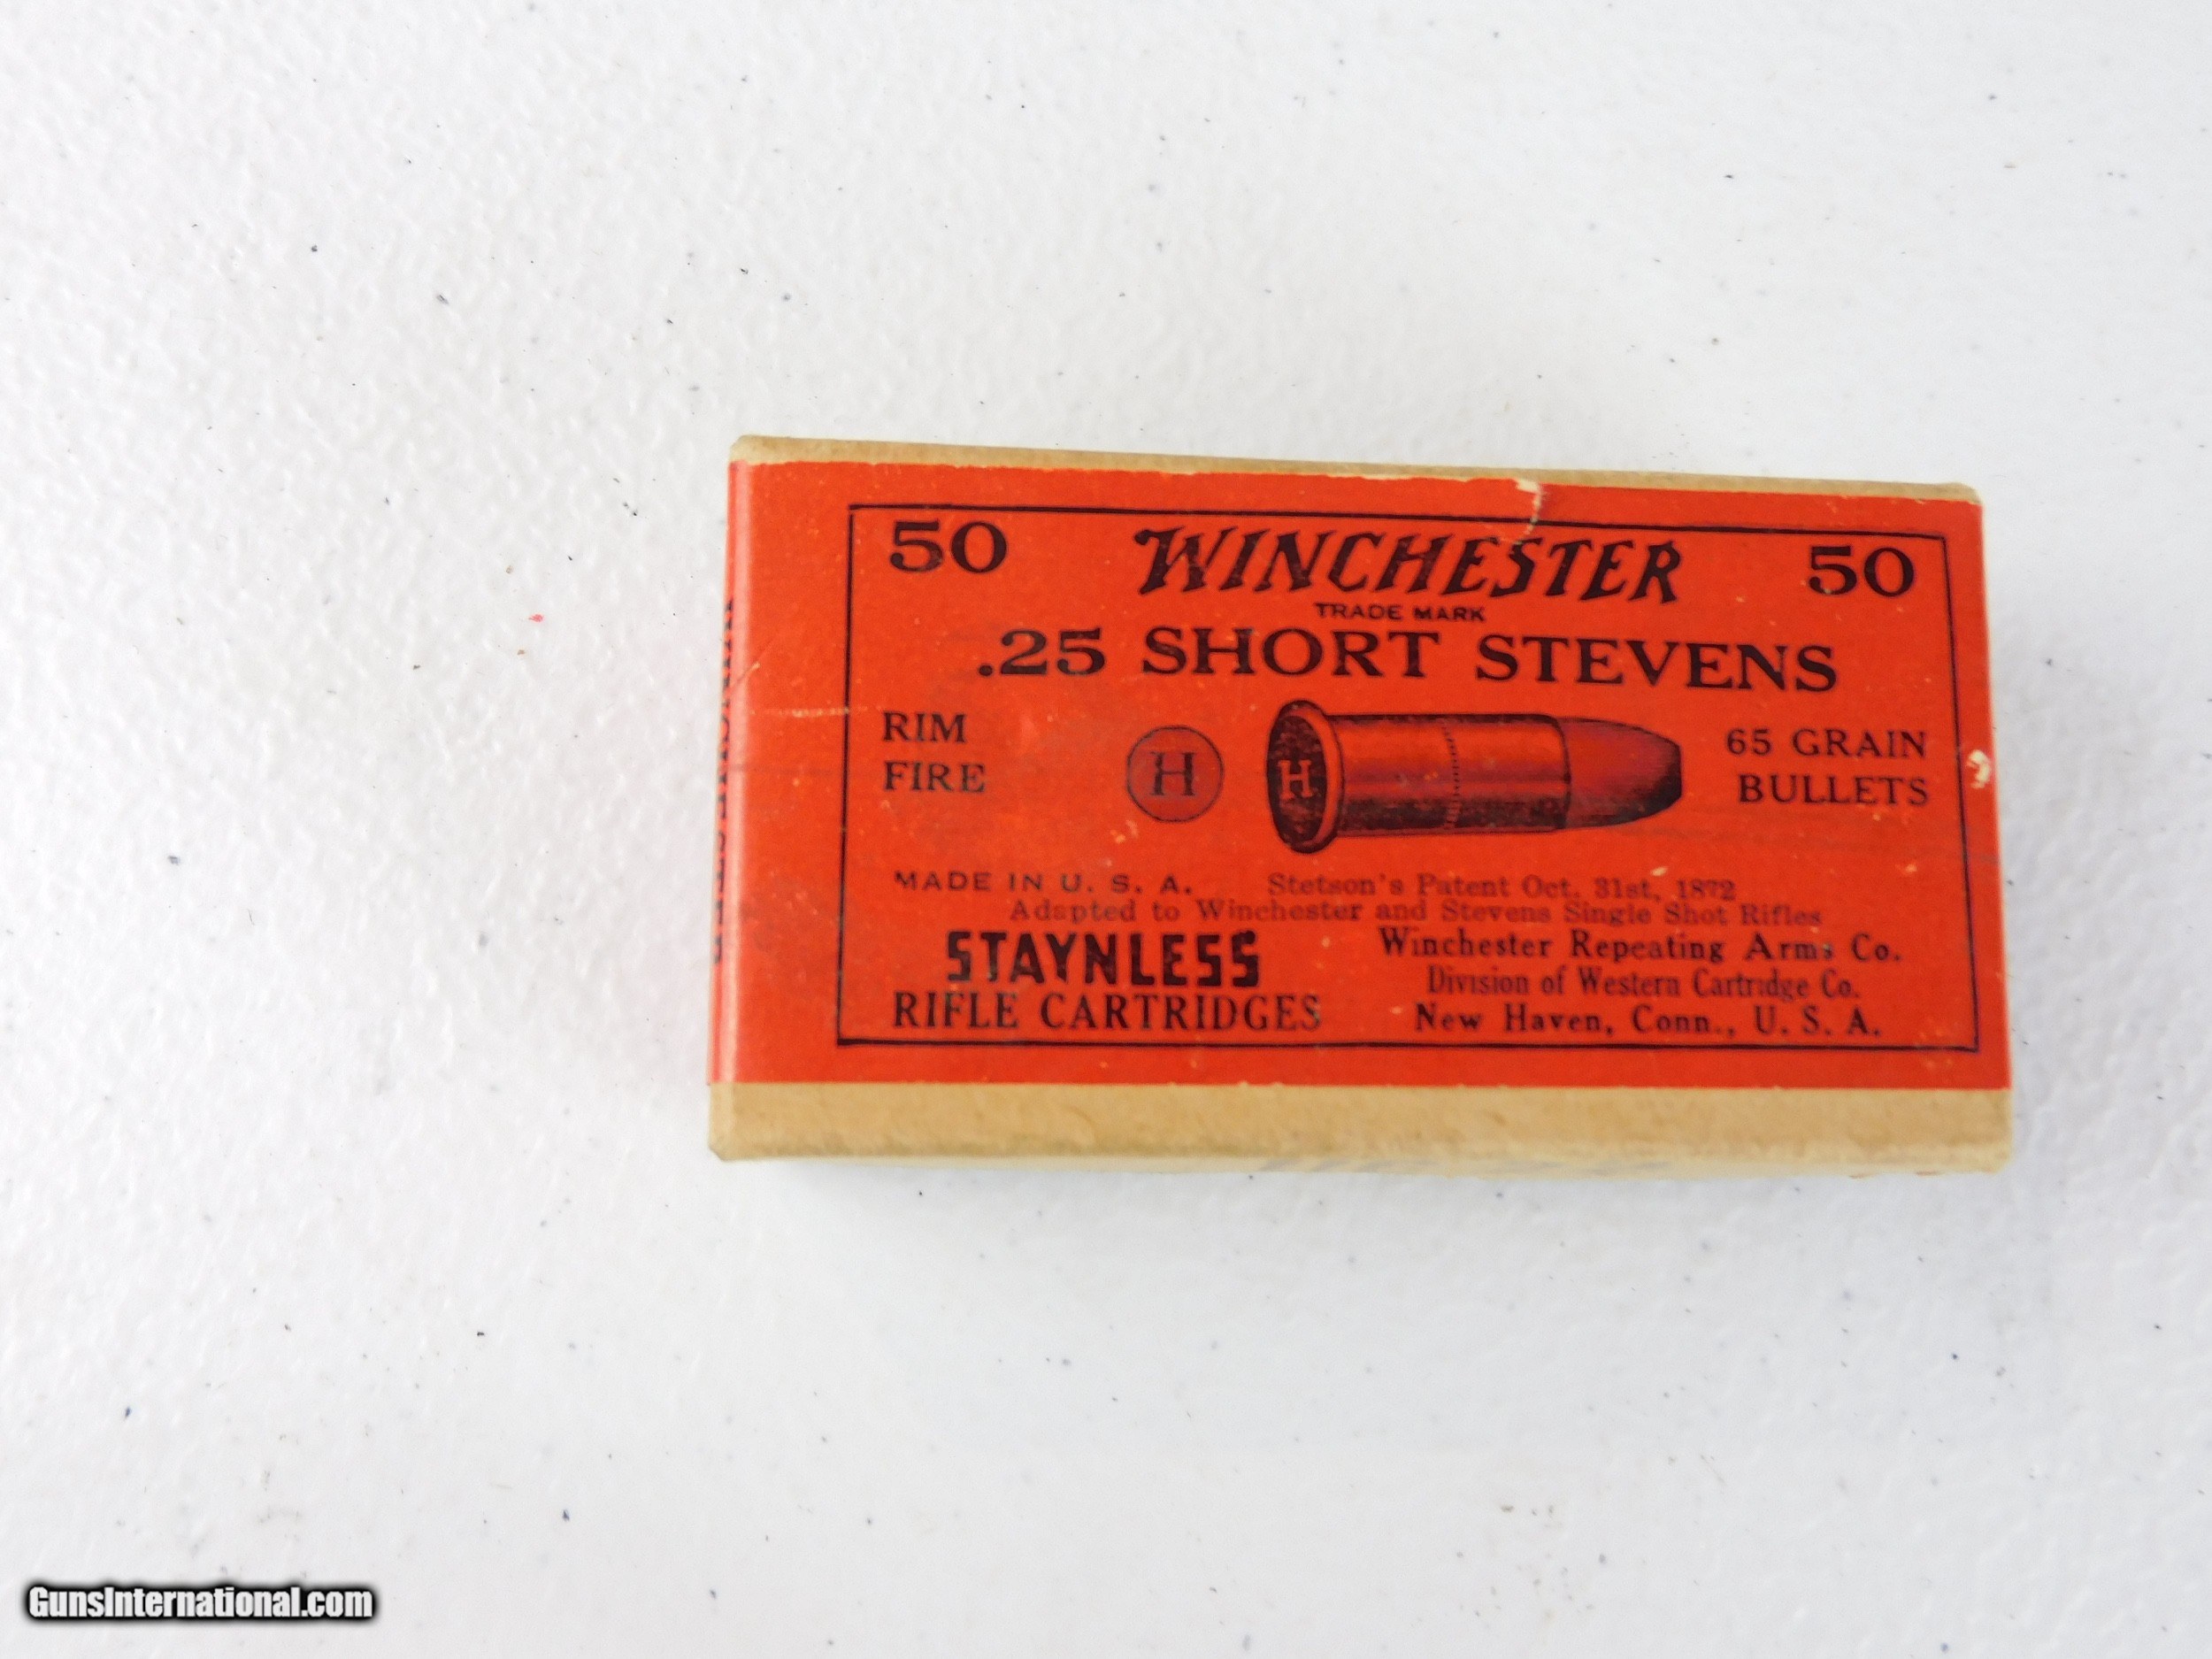 50 WINCHESTER 50
TRADE MARK
.25 SHORT STEVENS
RIM
FIRE
H
H
65 GRAIN
BULLETS
MADE IN U. S. A. Stetson's Patent Oct. 31st, 1872
Adapted to Winchester and Stevens Single Shot Rifles
STAYNLESS
RIFLE CARTRIDGES
Winchester Repeating Arms Co.
Division of Western Cartridge Co.
New Haven, Conn., U. S. A.
GunsInternational.com